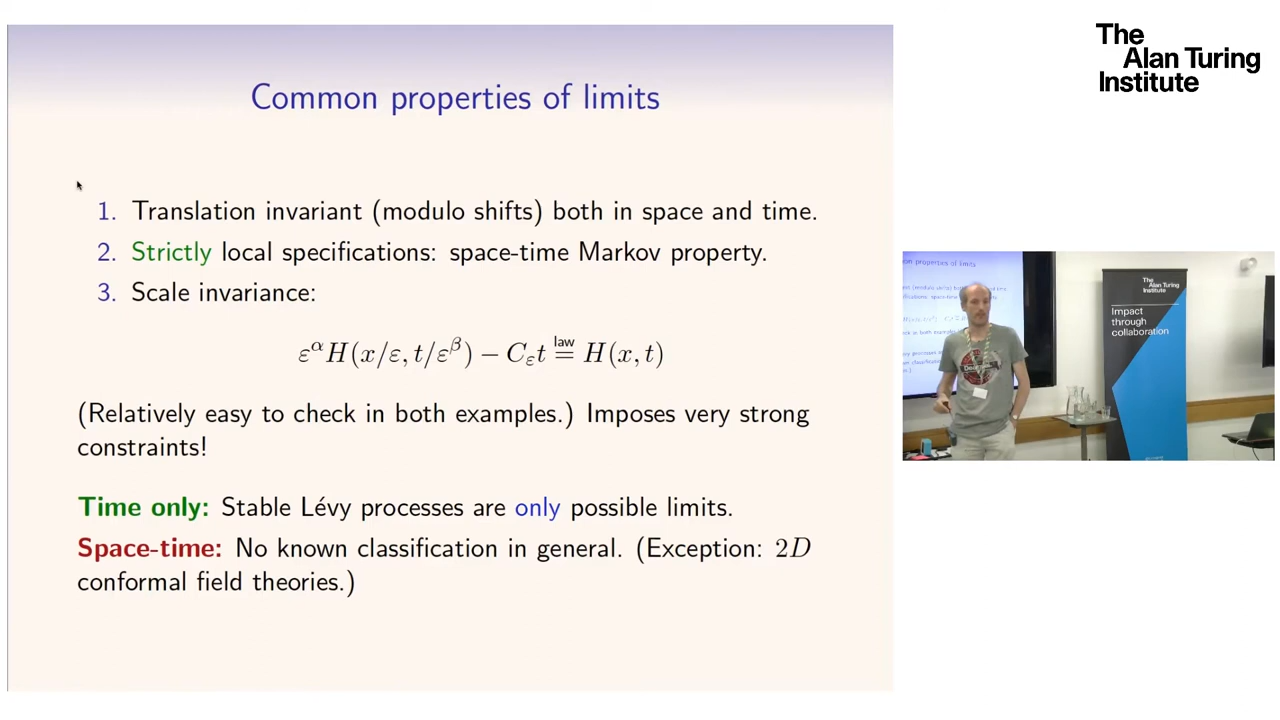 Common properties of limits
1. Translation invariant (modulo shifts) both in space and time.
2. Strictly local specifications: space-time Markov property.
3. Scale invariance:
ε^α H(x/ε, t/ε^β) − C_ε t law= H(x, t)
(Relatively easy to check in both examples.) Imposes very strong
constraints!
Time only: Stable Lévy processes are only possible limits.
Space-time: No known classification in general. (Exception: 2D
conformal field theories.)
The
Alan Turing
Institute
The
Alan Turing
Institute
Impact
through
collaboration